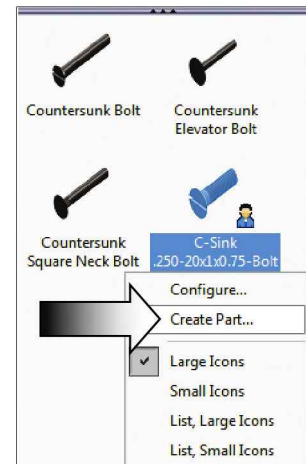 Countersunk Bolt
Countersunk
Elevator Bolt
Countersunk
Square Neck Bolt
C-Sink
.250-20x1x0.75-Bolt
Configure...
Create Part...
Large Icons
Small Icons
List, Large Icons
List, Small Icons